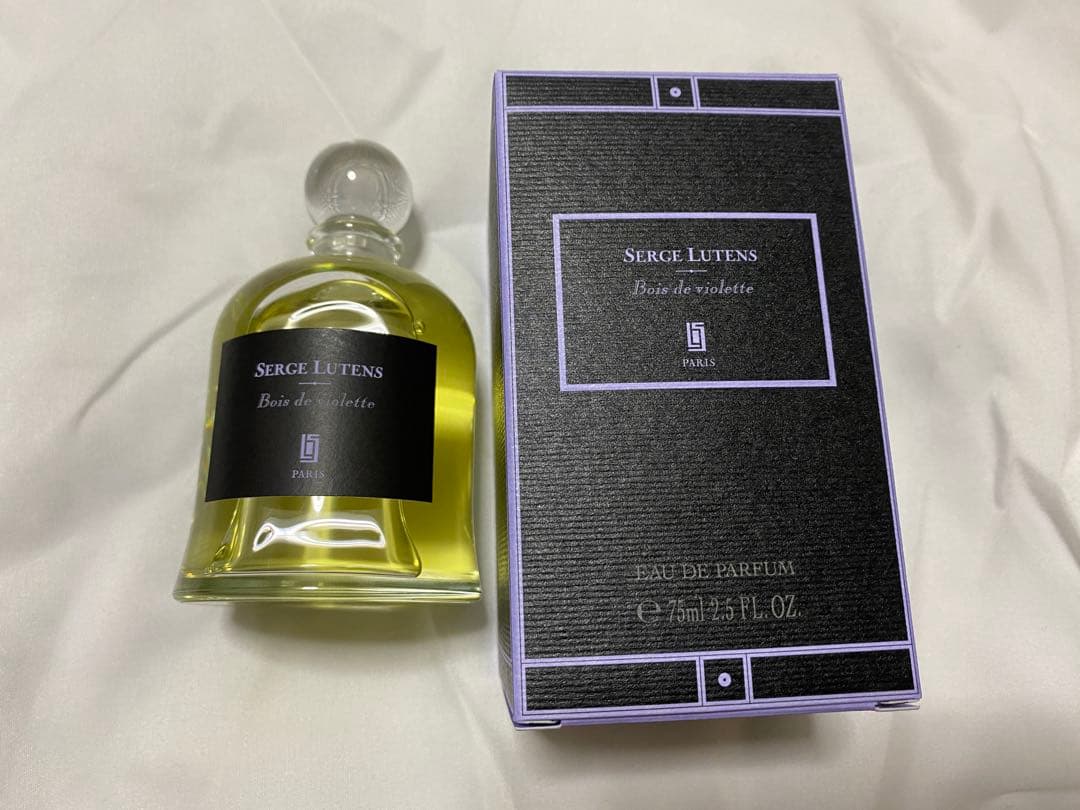 SERGE LUTENS
Bois de violette
PARIS
SERGE LUTENS
Bois de violette
PARIS
EAU DE PARFUM
℮ 75ml 2.5 FL. OZ.